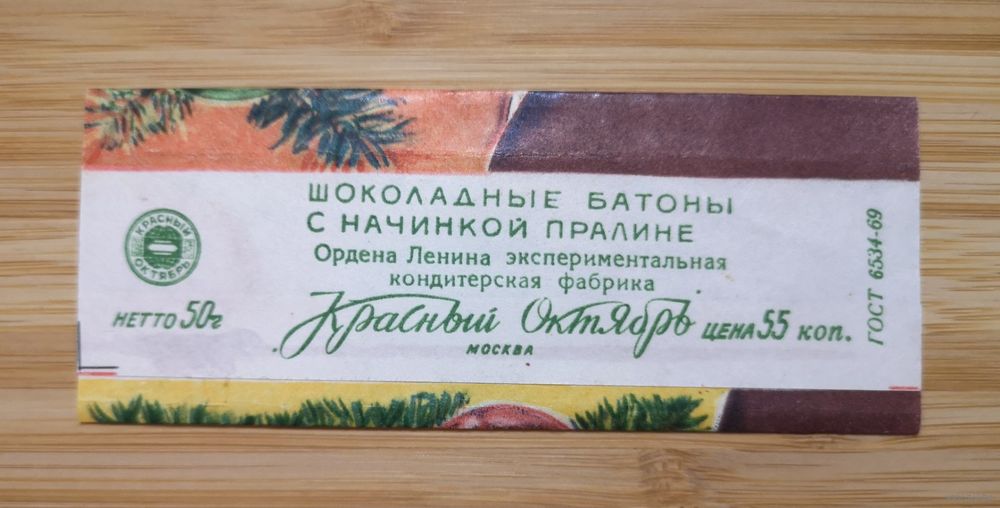 ШОКОЛАДНЫЕ БАТОНЫ
С НАЧИНКОЙ ПРАЛИНЕ
Ордена Ленина экспериментальная
кондитерская фабрика
КРАСНЫЙ
ОКТЯБРЬ
НЕТТО 50г
Красный Октябрь
ЦЕНА 55 коп.
МОСКВА
ГОСТ 6534-69